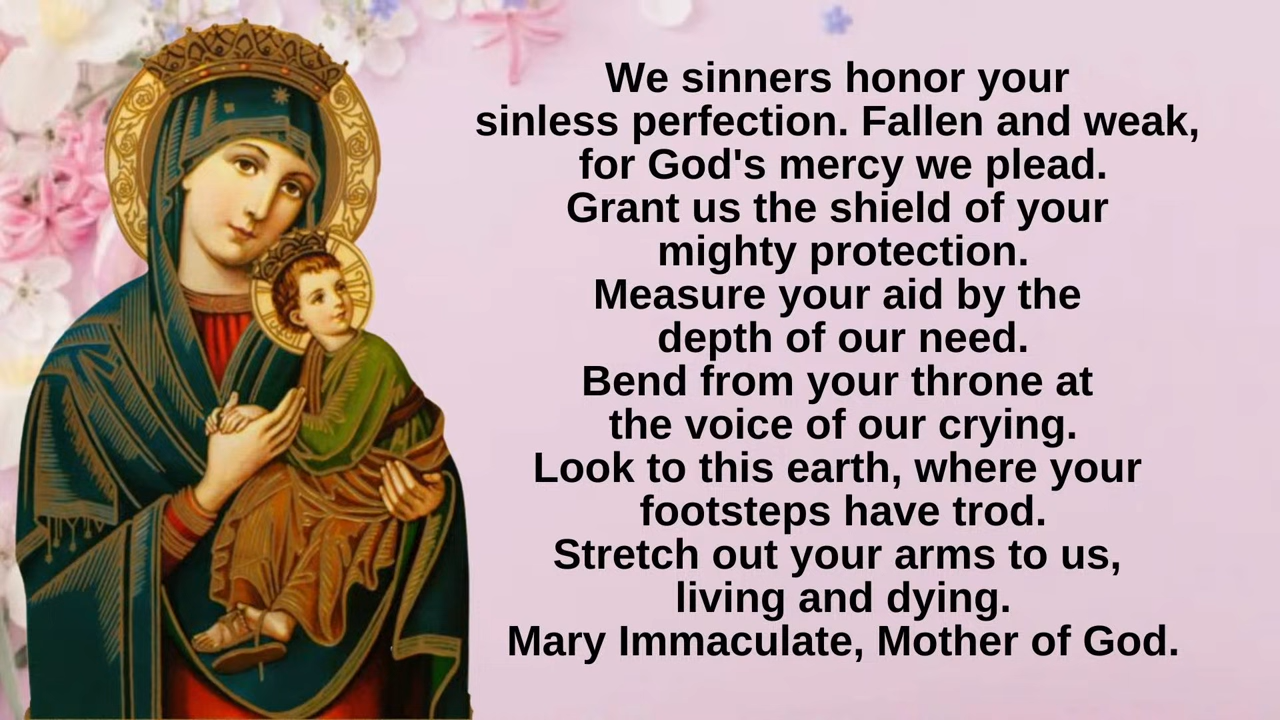 We sinners honor your
sinless perfection. Fallen and weak,
for God's mercy we plead.
Grant us the shield of your
mighty protection.
Measure your aid by the
depth of our need.
Bend from your throne at
the voice of our crying.
Look to this earth, where your
footsteps have trod.
Stretch out your arms to us,
living and dying.
Mary Immaculate, Mother of God.